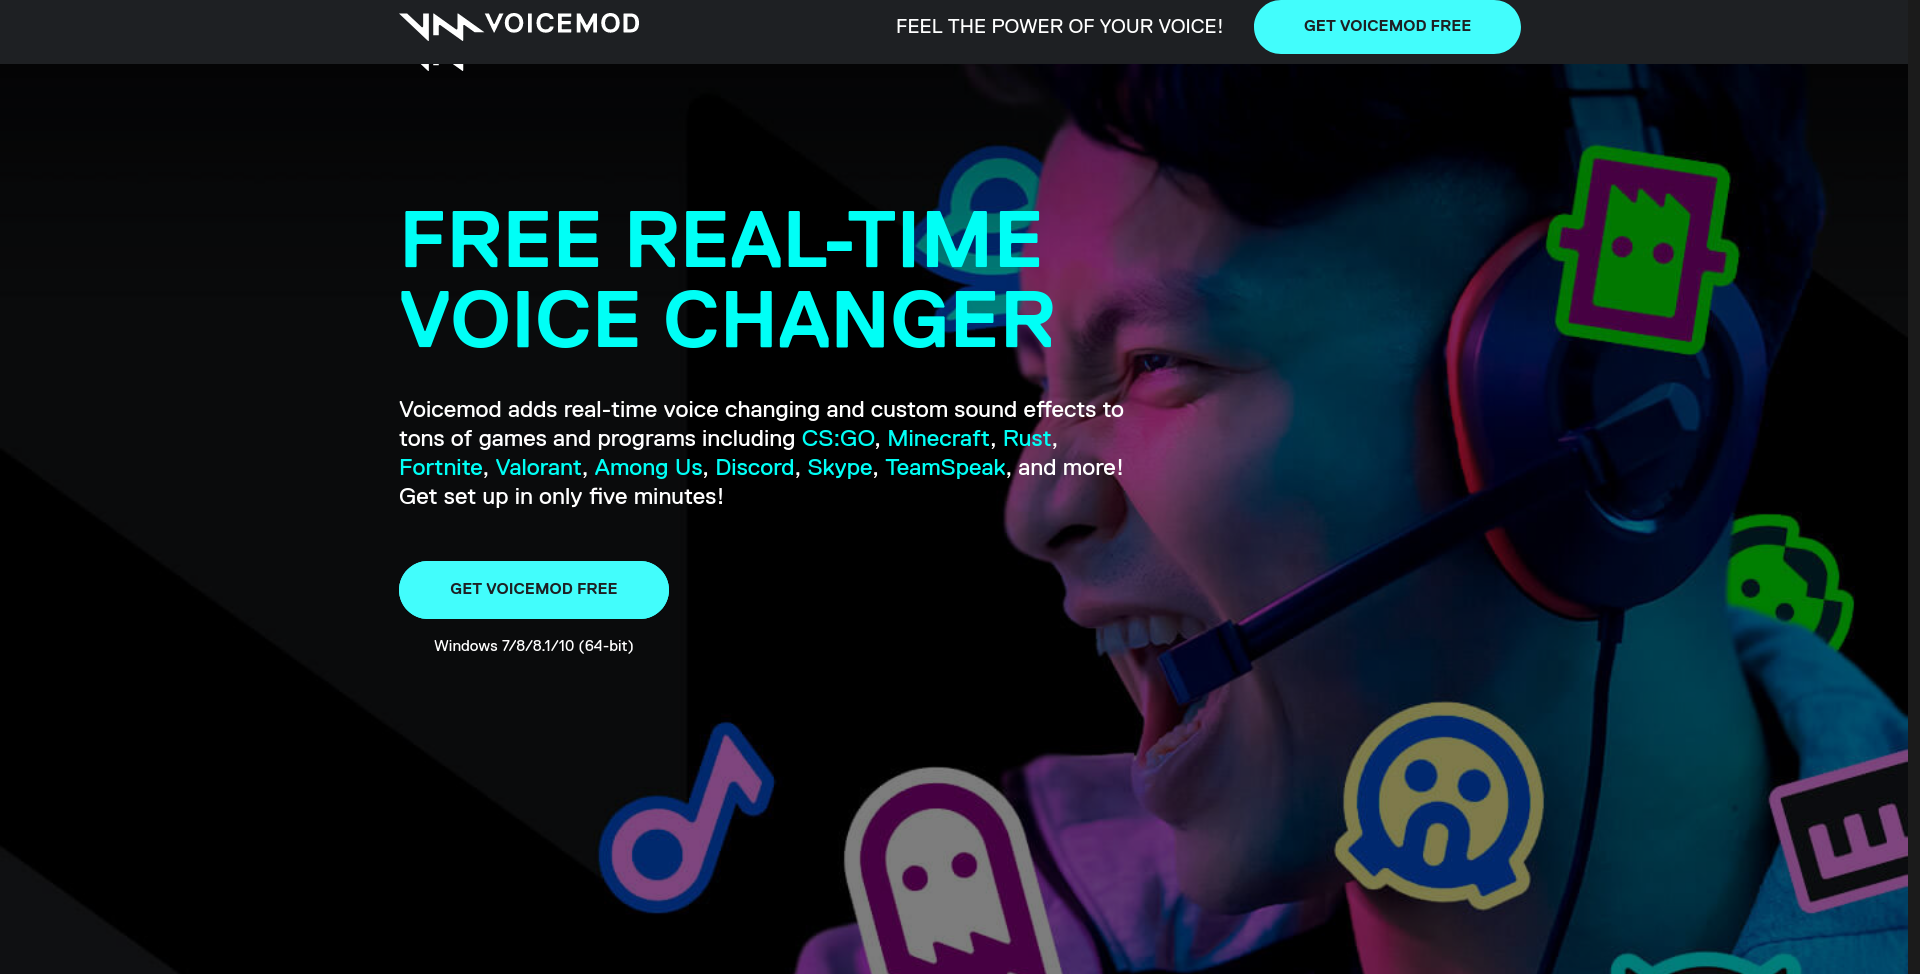 VOICEMOD
FEEL THE POWER OF YOUR VOICE!
GET VOICEMOD FREE
FREE REAL-TIME
VOICE CHANGER
Voicemod adds real-time voice changing and custom sound effects to
tons of games and programs including CS:GO, Minecraft, Rust,
Fortnite, Valorant, Among Us, Discord, Skype, TeamSpeak, and more!
Get set up in only five minutes!
GET VOICEMOD FREE
Windows 7/8/8.1/10 (64-bit)